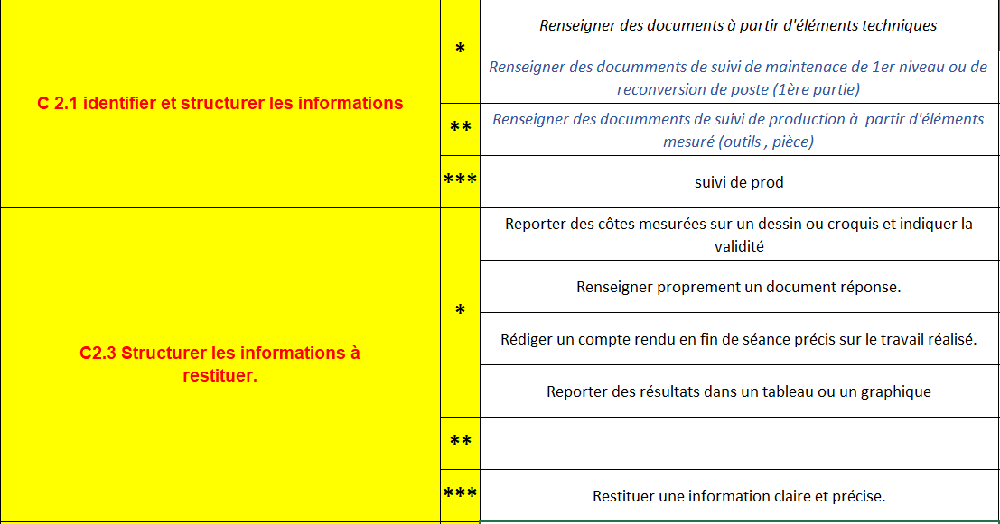 C 2.1 identifier et structurer les informations
*
Renseigner des documents à partir d'éléments techniques
Renseigner des documments de suivi de maintenace de 1er niveau ou de
reconversion de poste (1ère partie)
**
Renseigner des documments de suivi de production à  partir d'éléments
mesuré (outils , pièce)
***
suivi de prod
C2.3 Structurer les informations à
restituer.
*
Reporter des côtes mesurées sur un dessin ou croquis et indiquer la
validité
Renseigner proprement un document réponse.
Rédiger un compte rendu en fin de séance précis sur le travail réalisé.
Reporter des résultats dans un tableau ou un graphique
**
***
Restituer une information claire et précise.